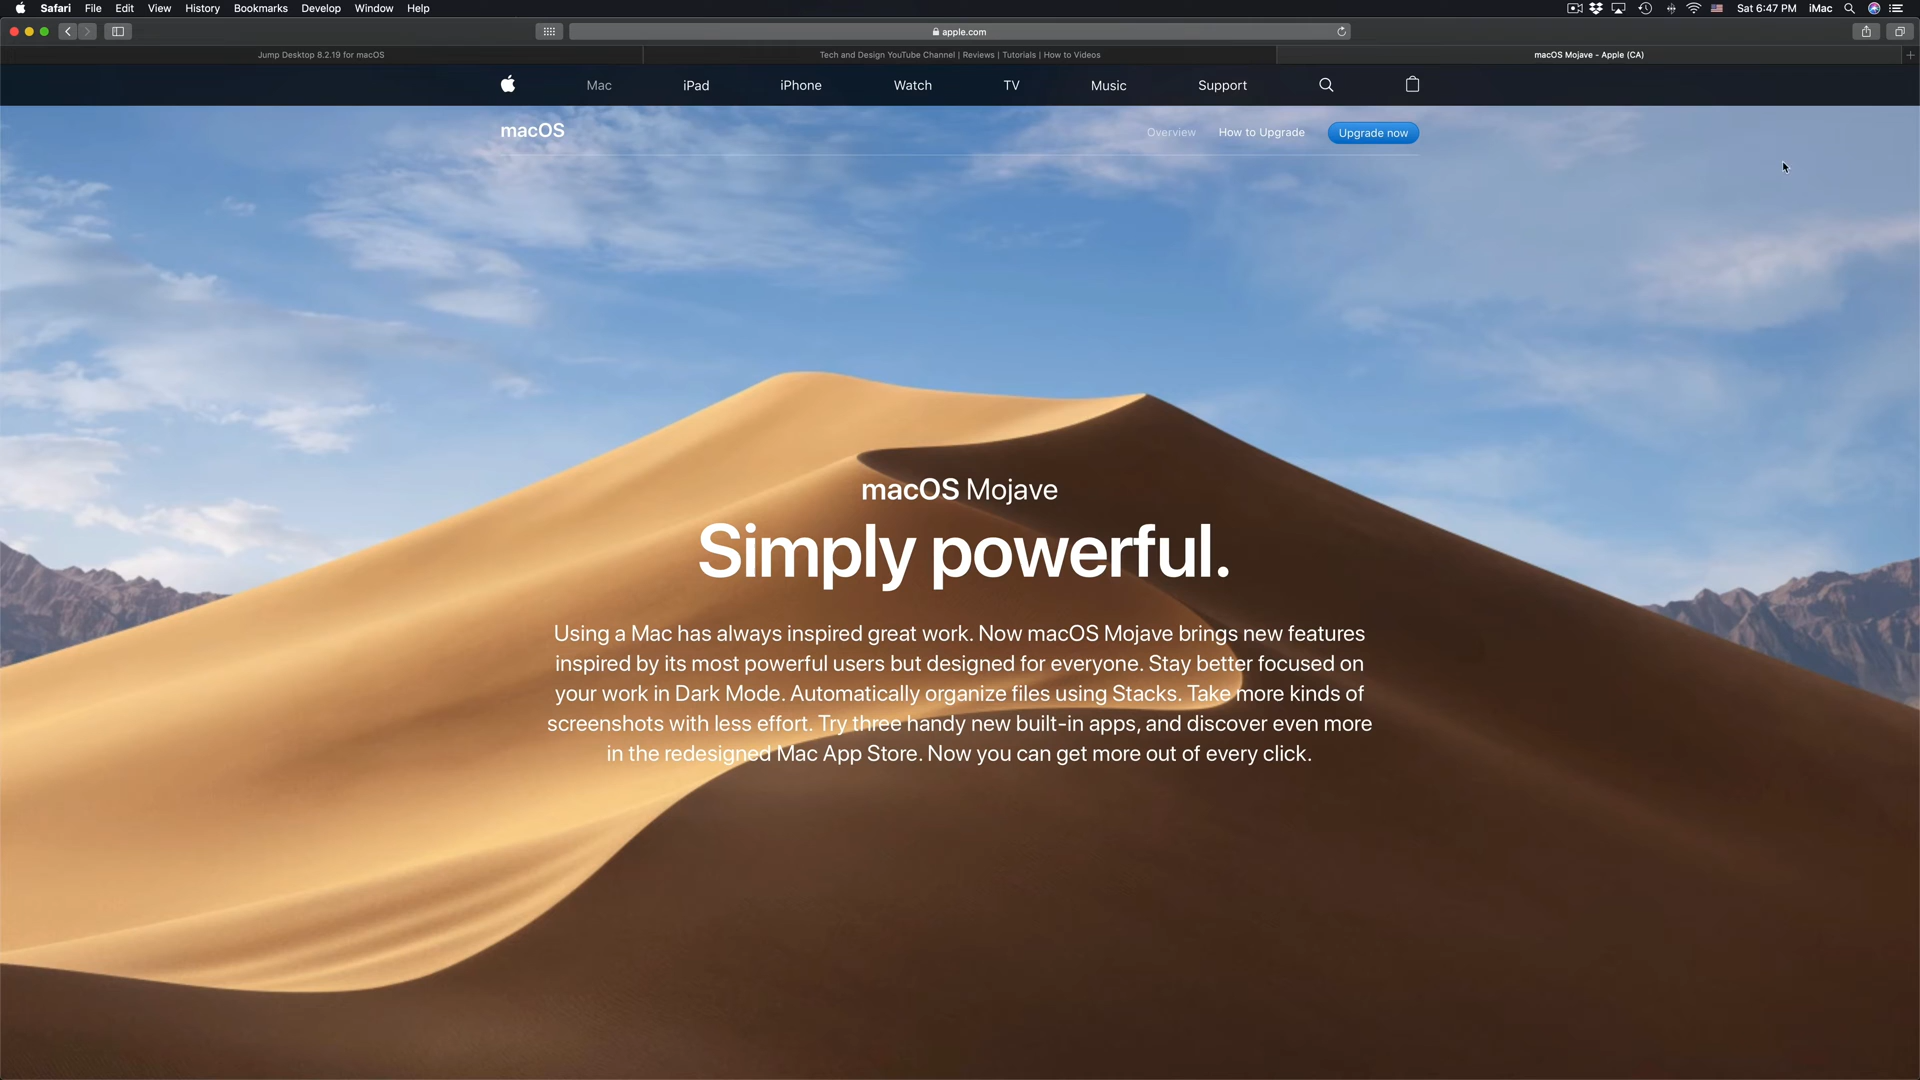 Safari File Edit View History Bookmarks Develop Window Help Sat 6:47 PM iMac
apple.com
Jump Desktop 8.2.19 for macOS
Tech and Design YouTube Channel | Reviews | Tutorials | How to Videos
macOS Mojave - Apple (CA)
Mac iPad iPhone Watch TV Music Support
macOS Overview How to Upgrade Upgrade now
macOS Mojave
Simply powerful.
Using a Mac has always inspired great work. Now macOS Mojave brings new features
inspired by its most powerful users but designed for everyone. Stay better focused on
your work in Dark Mode. Automatically organize files using Stacks. Take more kinds of
screenshots with less effort. Try three handy new built-in apps, and discover even more
in the redesigned Mac App Store. Now you can get more out of every click.